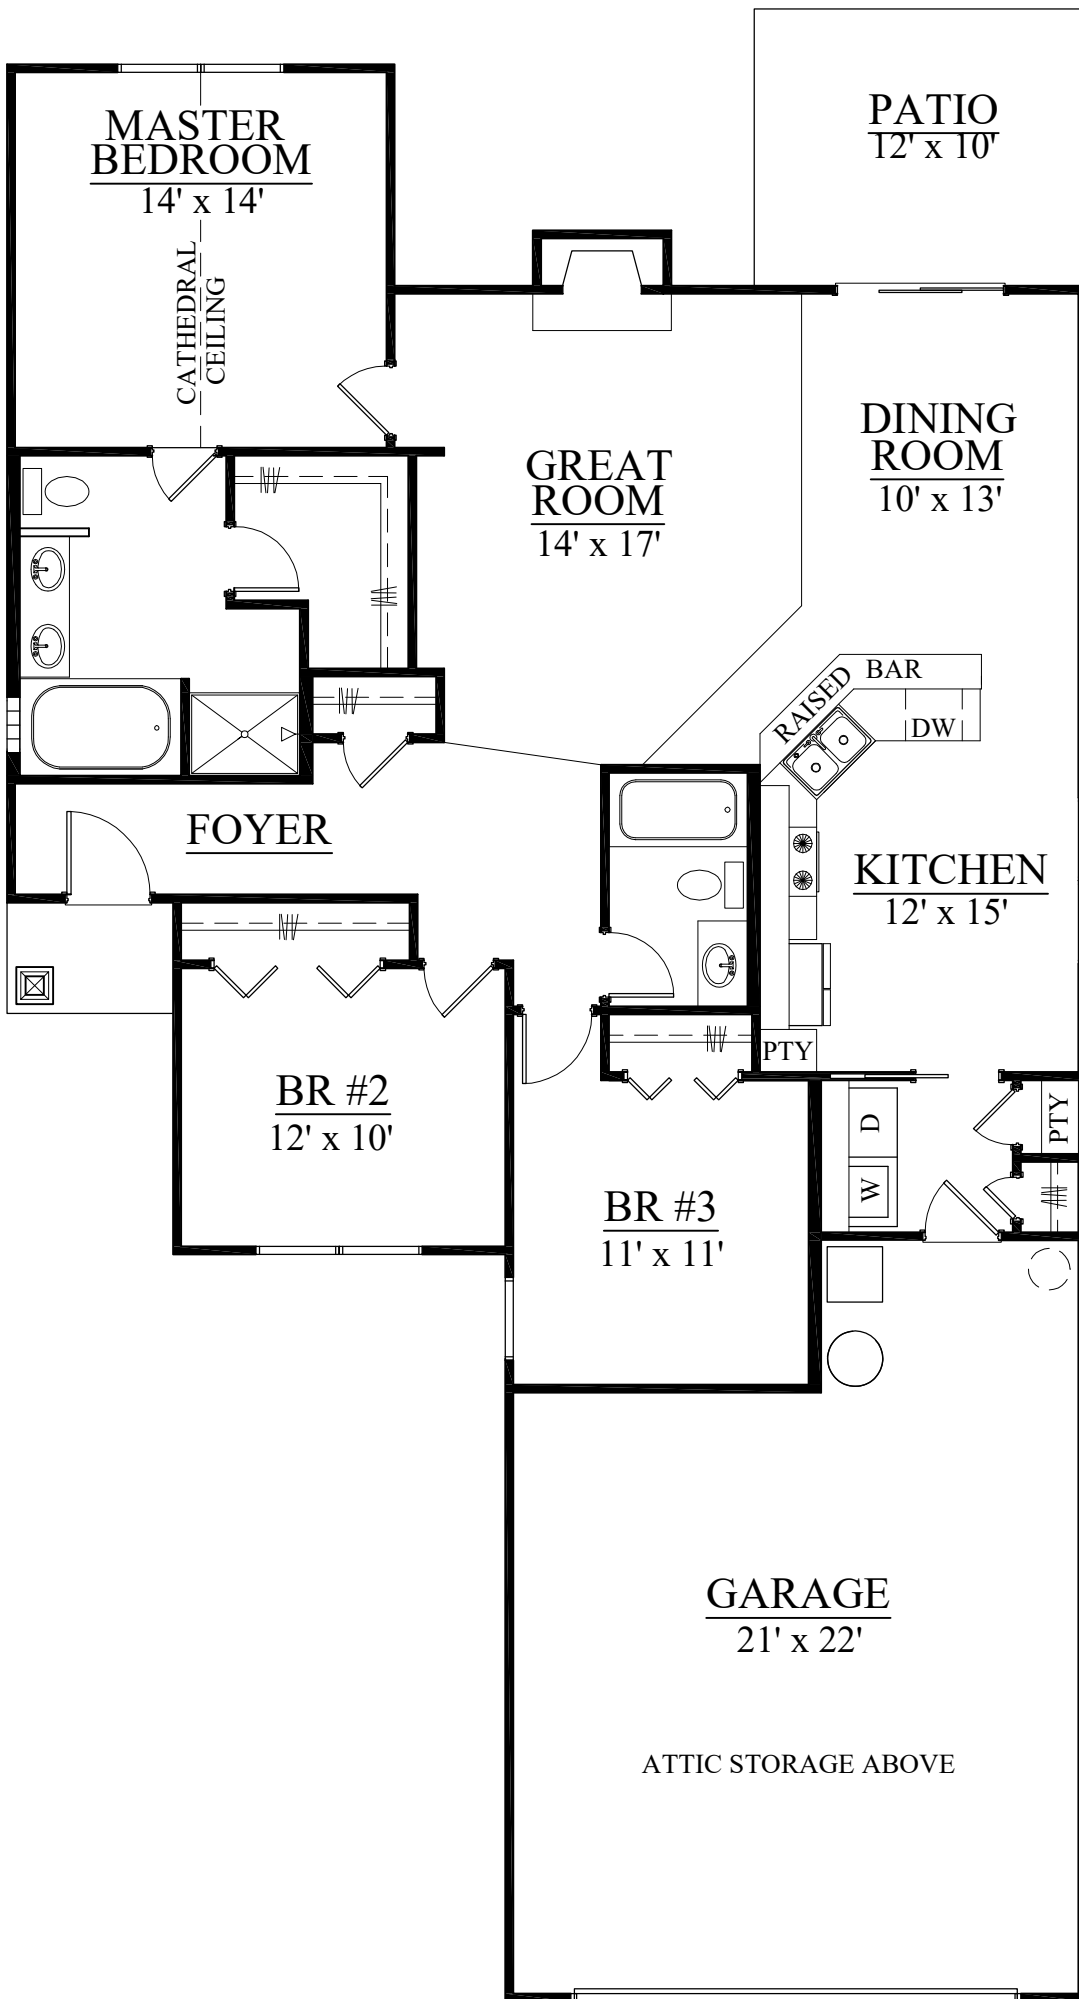 PATIO
12' x 10'
MASTER
BEDROOM
14' x 14'
CATHEDRAL
CEILING
DINING
ROOM
10' x 13'
GREAT
ROOM
14' x 17'
RAISED
BAR
DW
FOYER
KITCHEN
12' x 15'
PTY
BR #2
12' x 10'
D
PTY
W
BR #3
11' x 11'
GARAGE
21' x 22'
ATTIC STORAGE ABOVE